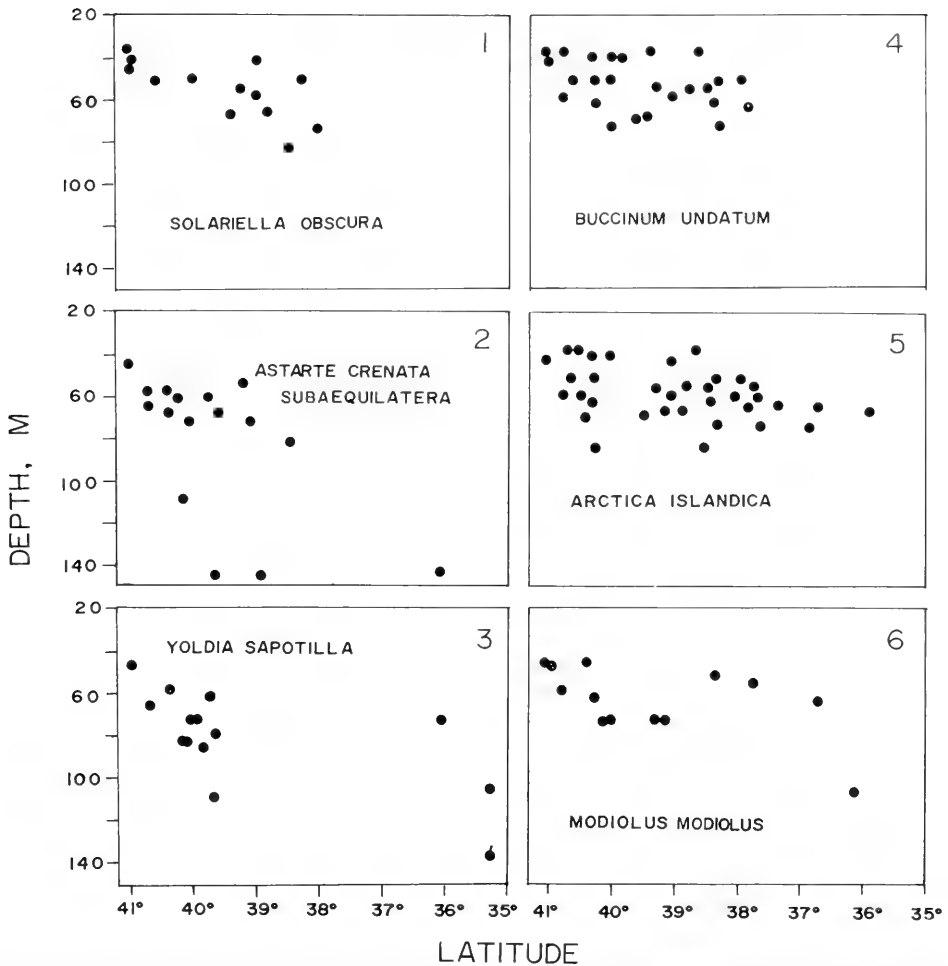 20
60
100
140
1
SOLARIELLA OBSCURA
4
BUCCINUM UNDATUM
20
60
100
140
2
ASTARTE CRENATA
SUBAEQUILATERA
5
ARCTICA ISLANDICA
DEPTH, M
20
60
100
140
3
YOLDIA SAPOTILLA
6
MODIOLUS MODIOLUS
41° 40° 39° 38° 37° 36° 35°
41° 40° 39° 38° 37° 36° 35°
LATITUDE